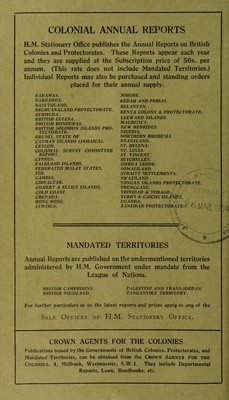 COLONIAL ANNUAL REPORTS
H.M. Stationery Office publishes the Annual Reports on British
Colonies and Protectorates. These Reports appear each year
and they are supplied at the Subscription price of 50s. per
annum. (This rate does not include Mandated Territories.)
Individual Reports may also be purchased and standing orders
placed for their annual supply.
BAHAMAS.
BARBADOS.
BASUTOLAND.
BECHUANALAND PROTECTORATE.
BERMUDA.
BRITISH GUIANA.
BRITISH HONDURAS.
BRITISH SOLOMON ISLANDS PRO-
TECTORATE.
BRUNEI, STATE OF
CAYMAN ISLANDS (JAMAICA).
CEYLON.
COLONIAL SURVEY COMMITTEE
REPORT.
CYPRUS.
FALKLAND ISLANDS.
FEDERATED MALAY STATES.
FIJI.
GAMBIA.
GIBRALTAR.
GILBERT & ELLICE ISLANDS.
GOLD COAST.
GRENADA.
HONG KONG.
JAMAICA.
JOHORE.
KEDAH AND PERLIS.
KELANTAN.
KENYA COLONY & PROTECTORATE.
LEEWARD ISLANDS.
MAURITIUS.
NEW HEBRIDES.
NIGERIA.
NORTHERN RHODESIA.
NYASALAND.
ST. HELENA.
ST. LUCIA.
ST. VINCENT.
SEYCHELLES.
SIERRA LEONE.
SOMALILAND.
STRAITS SETTLEMENTS.
SWAZILAND.
TONGAN ISLANDS PROTECTORATE.
TRENGGANU.
TRINIDAD & TOBAGO.
TURKS & CAICOS ISLANDS.
UGANDA.
ZANZIBAR PROTECTORATE.
MANDATED TERRITORIES
Annual Reports are published on the undermentioned territories
administered by H.M. Government under mandate from the
League of Nations.
BRITISH CAMEROONS.
BRITISH TOGOLAND.
PALESTINE AND TRANS-JORDAN.
TANGANYIKA TERRITORY.
For further particulars as to the latest reports and prices apply to any of the
SALE OFFICES OF H.M. STATIONERY OFFICE.
CROWN AGENTS FOR THE COLONIES
Publications issued by the Governments of British Colonies, Protectorates, and
Mandated Territories, can be obtained from the CROWN AGENTS FOR THE
COLONIES, 4, Millbank, Westminster, S.W.1. They include Departmental
Reports, Laws, Handbooks, etc.